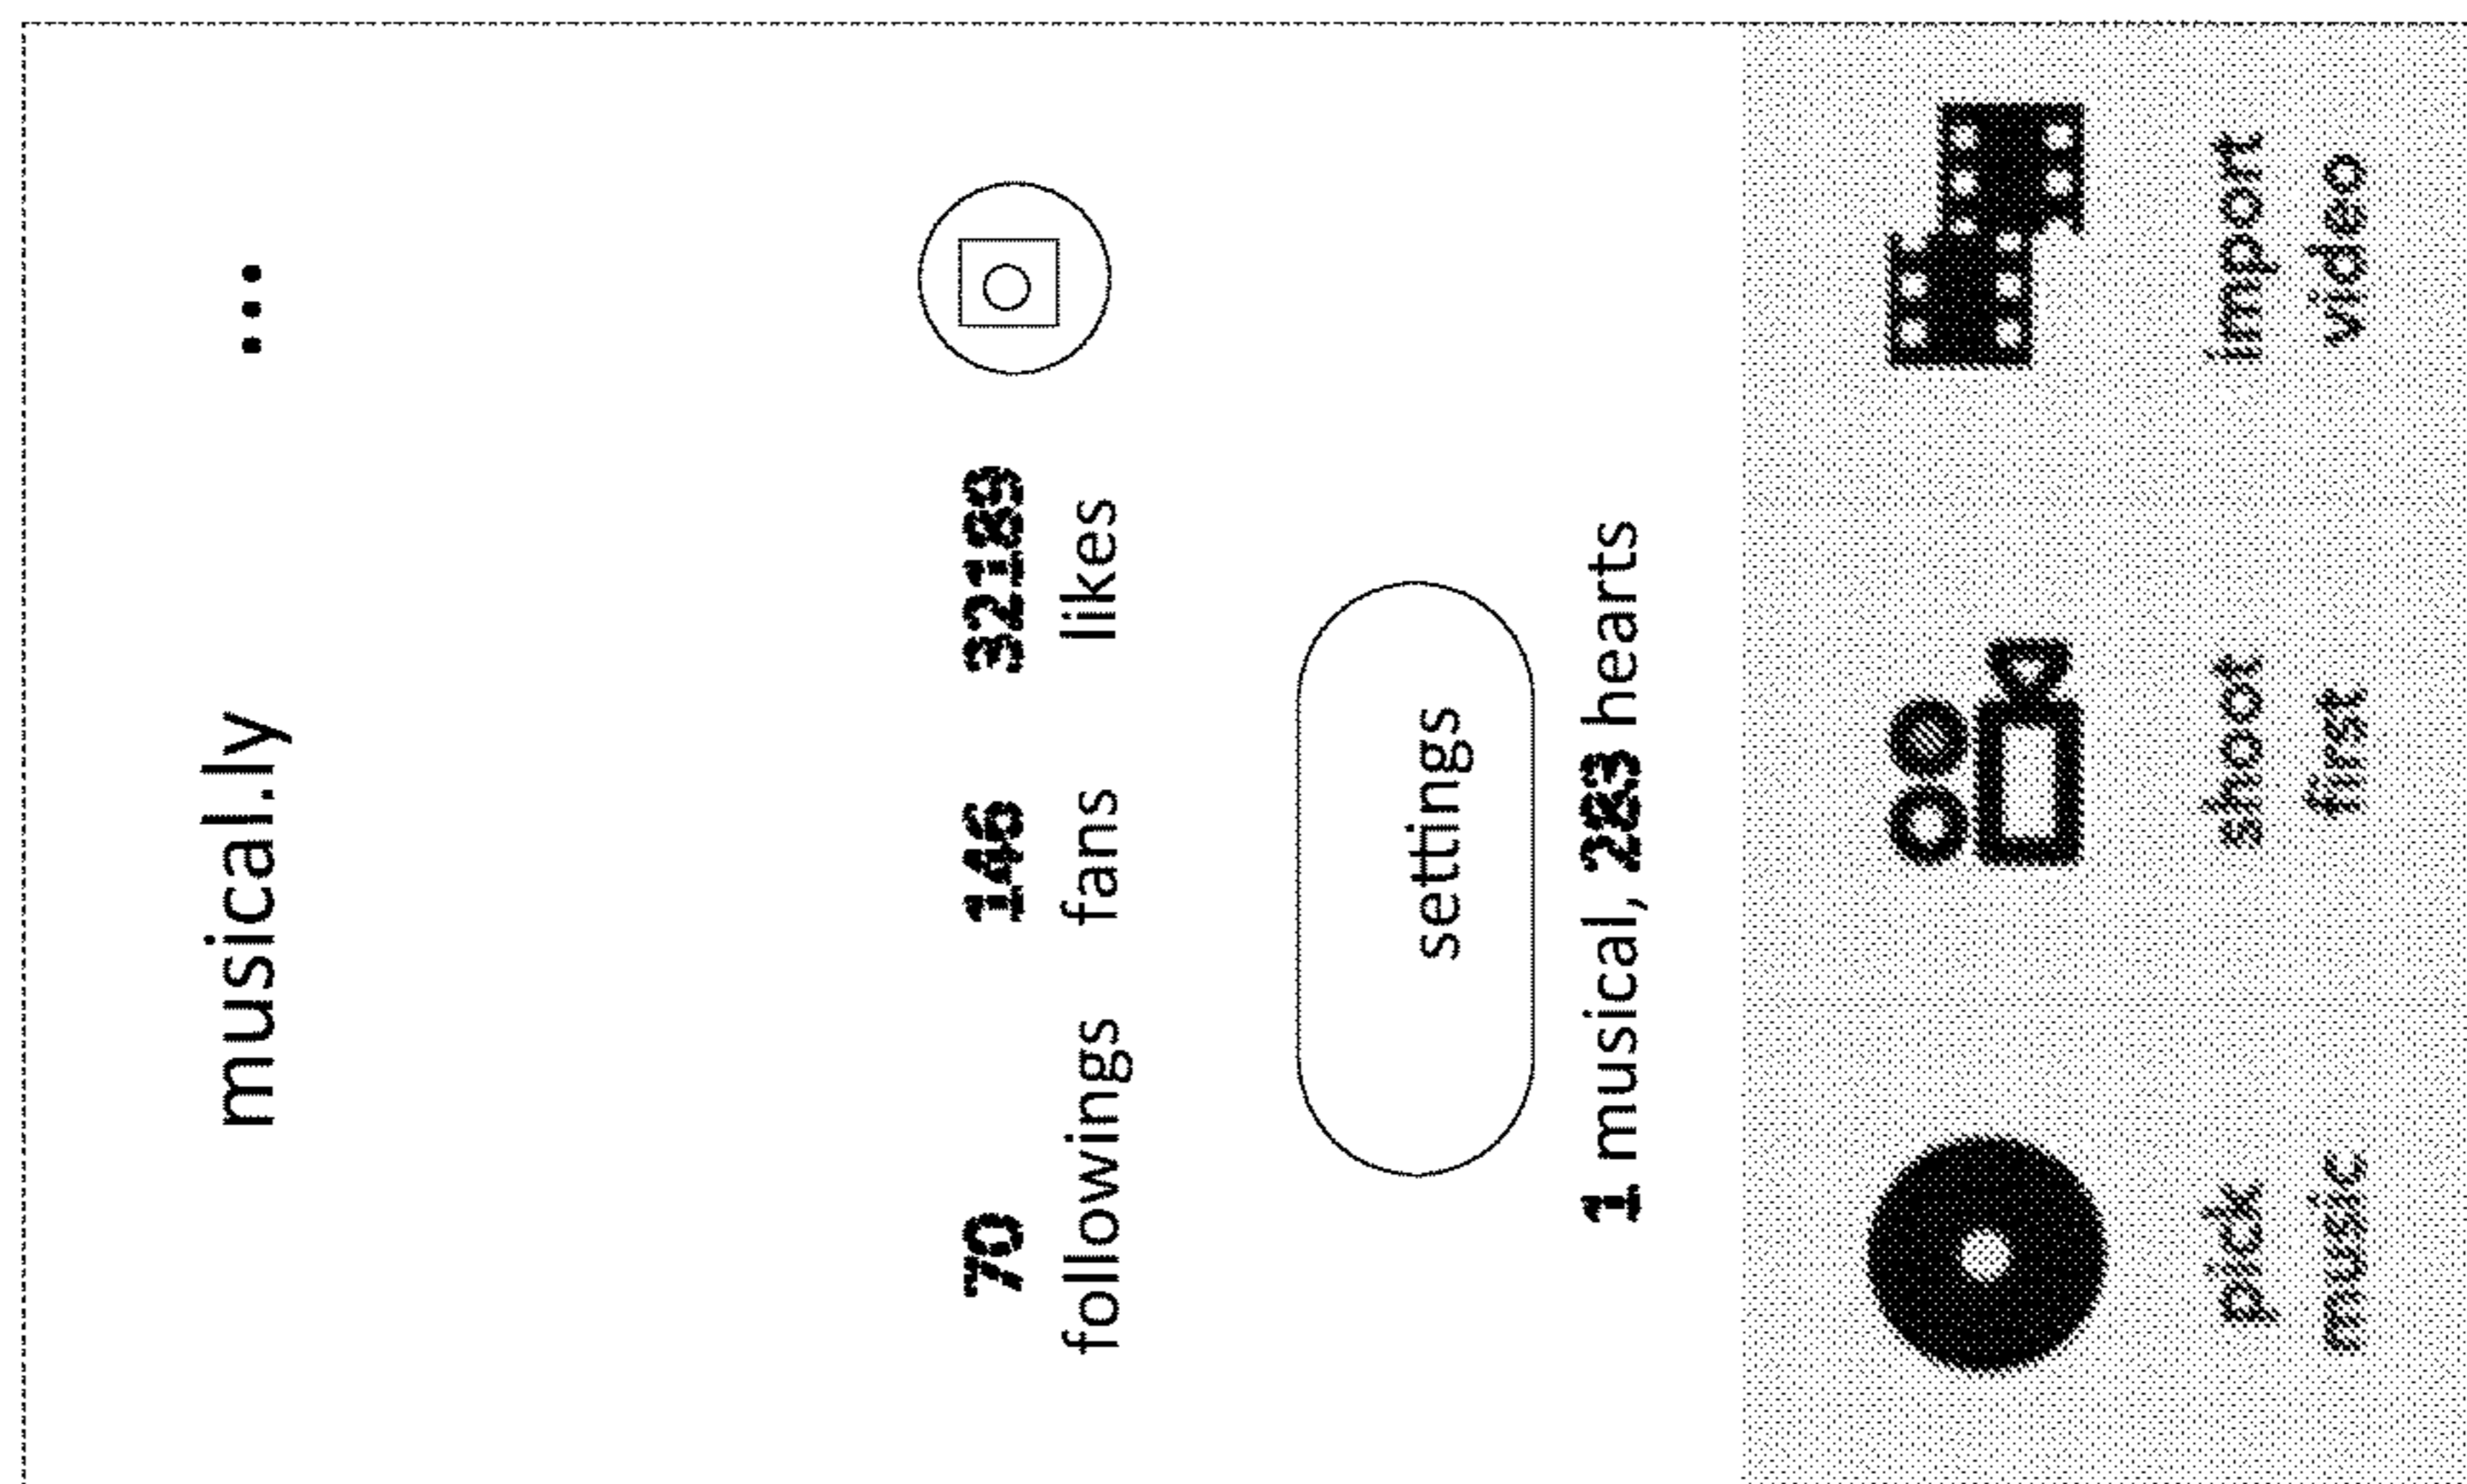 musical.ly ...
70 146 32189
followings fans likes
settings
1 musical, 223 hearts
pick shoot import
music first video